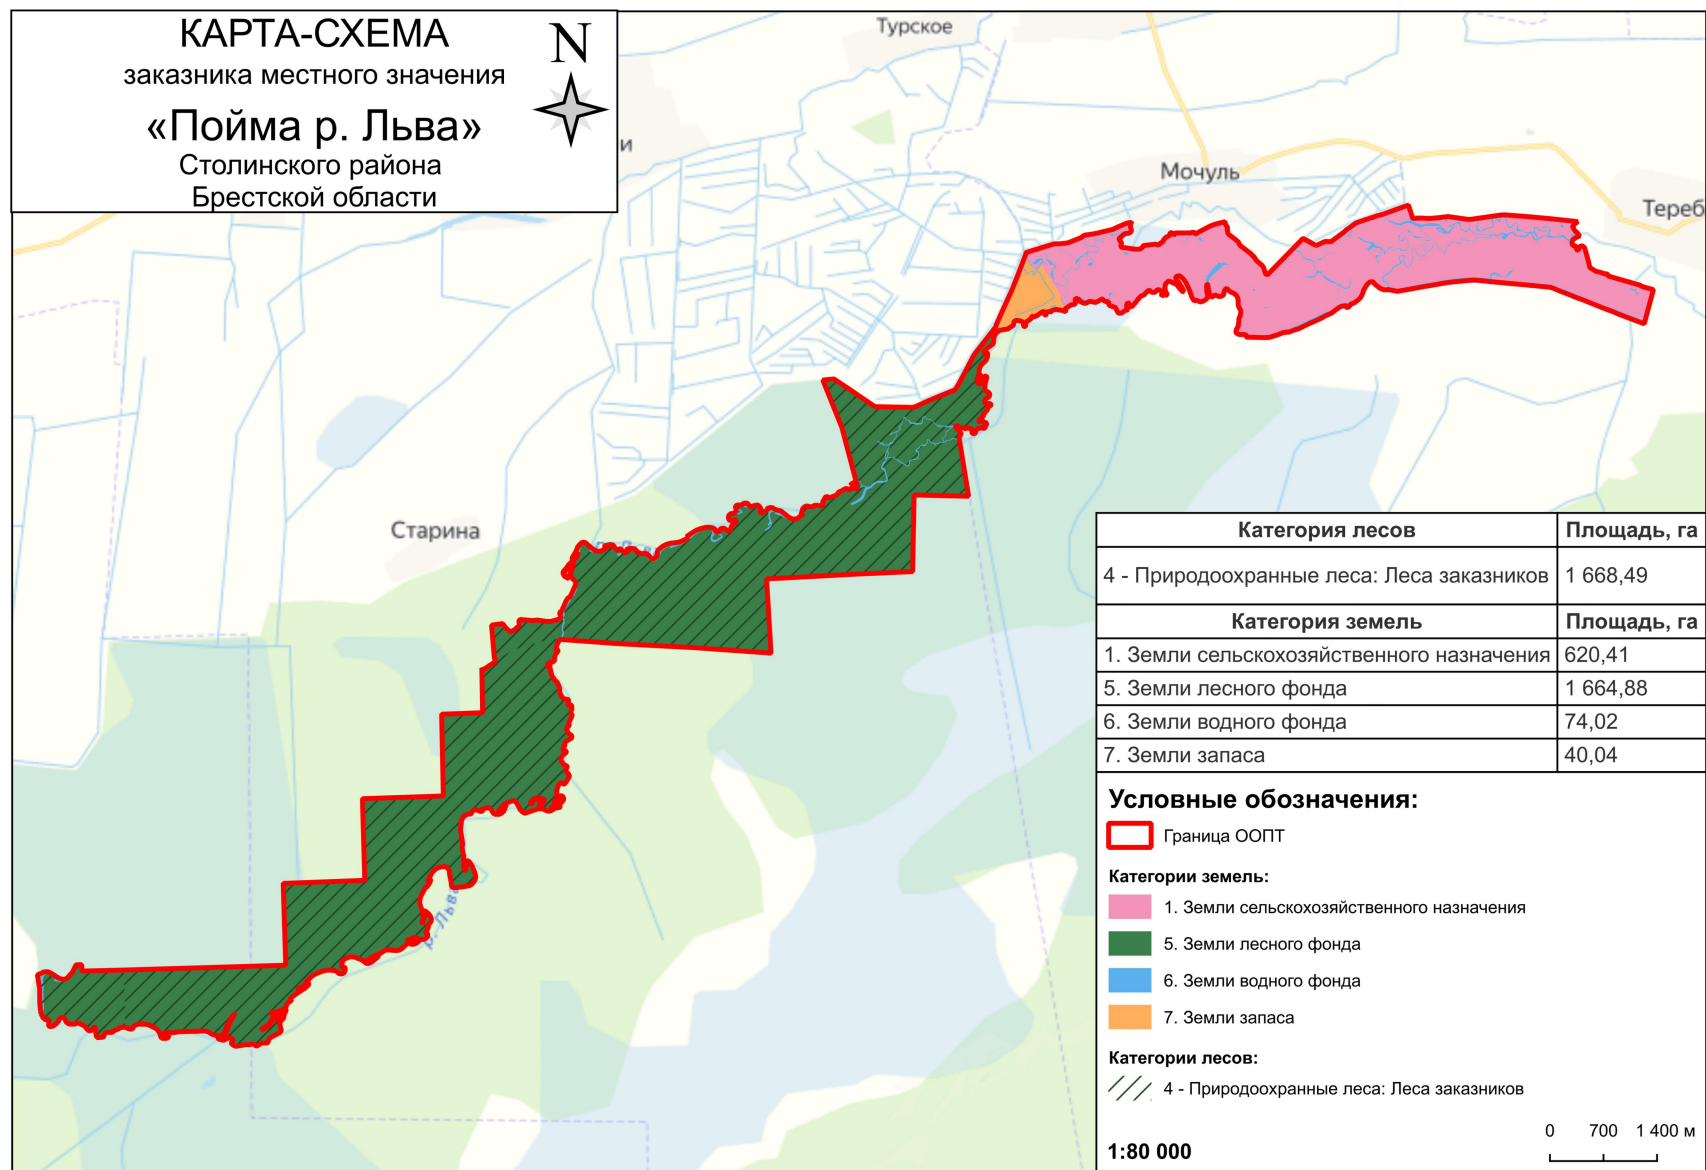 КАРТА-СХЕМА
заказника местного значения
«Пойма р. Льва»
Столинского района
Брестской области
N
и
Турское
Мочуль
Тереб
Старина
р. Льва
Категория лесов Площадь, га
4 - Природоохранные леса: Леса заказников 1 668,49
Категория земель Площадь, га
1. Земли сельскохозяйственного назначения 620,41
5. Земли лесного фонда 1 664,88
6. Земли водного фонда 74,02
7. Земли запаса 40,04
Условные обозначения:
Граница ООПТ
Категории земель:
1. Земли сельскохозяйственного назначения
5. Земли лесного фонда
6. Земли водного фонда
7. Земли запаса
Категории лесов:
4 - Природоохранные леса: Леса заказников
1:80 000
0 700 1 400 м